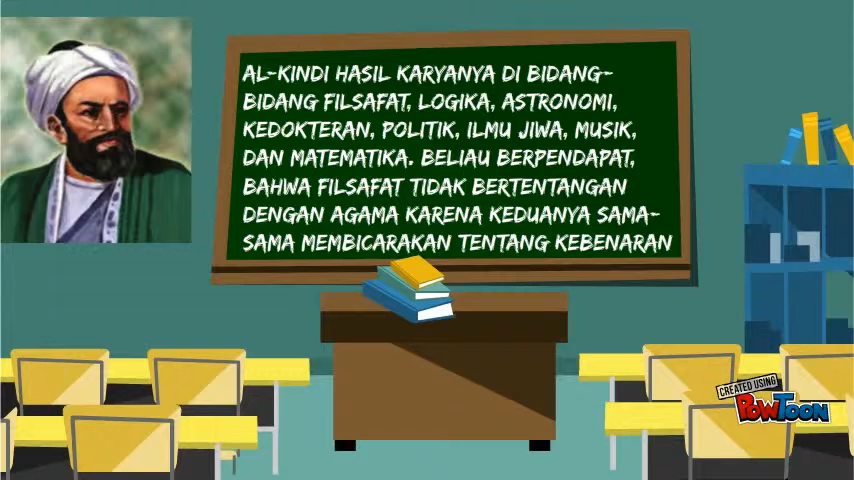 AL-KINDI HASIL KARYANYA DI BIDANG-
BIDANG FILSAFAT, LOGIKA, ASTRONOMI,
KEDOKTERAN, POLITIK, ILMU JIWA, MUSIK,
DAN MATEMATIKA. BELIAU BERPENDAPAT,
BAHWA FILSAFAT TIDAK BERTENTANGAN
DENGAN AGAMA KARENA KEDUANYA SAMA-
SAMA MEMBICARAKAN TENTANG KEBENARAN
CREATED USING
POWTOON